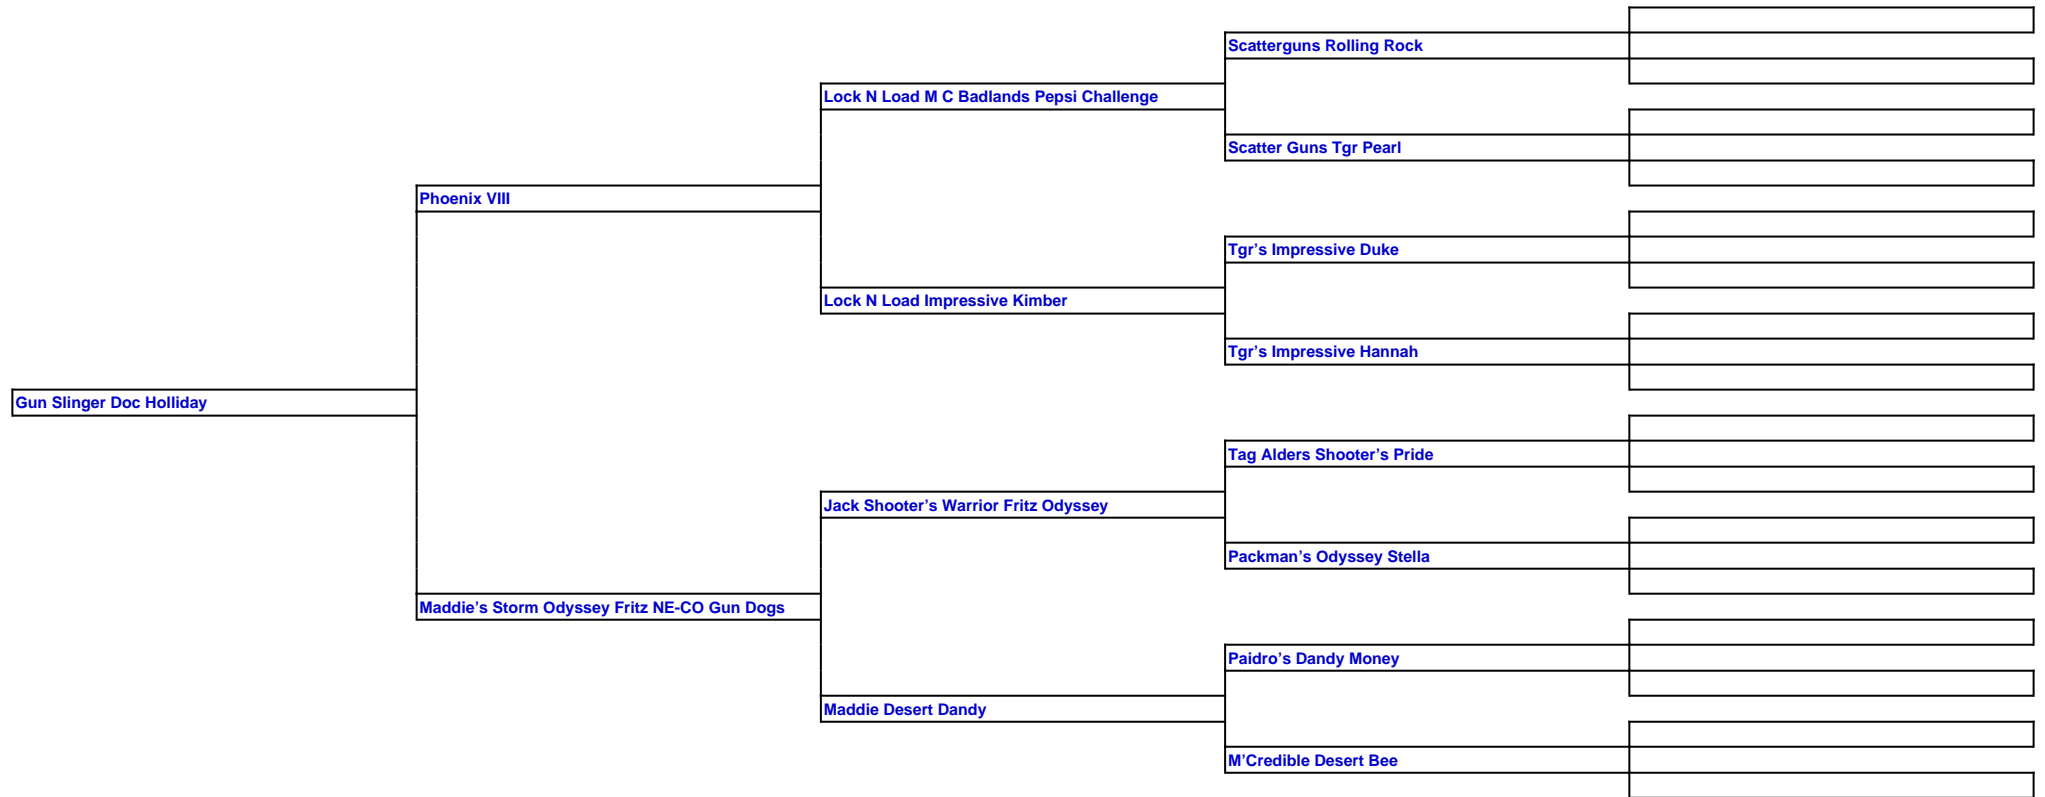 Scatterguns Rolling Rock
Lock N Load M C Badlands Pepsi Challenge
Scatter Guns Tgr Pearl
Phoenix VIII
Tgr’s Impressive Duke
Lock N Load Impressive Kimber
Tgr’s Impressive Hannah
Gun Slinger Doc Holliday
Tag Alders Shooter’s Pride
Jack Shooter’s Warrior Fritz Odyssey
Packman’s Odyssey Stella
Maddie’s Storm Odyssey Fritz NE-CO Gun Dogs
Paidro’s Dandy Money
Maddie Desert Dandy
M’Credible Desert Bee